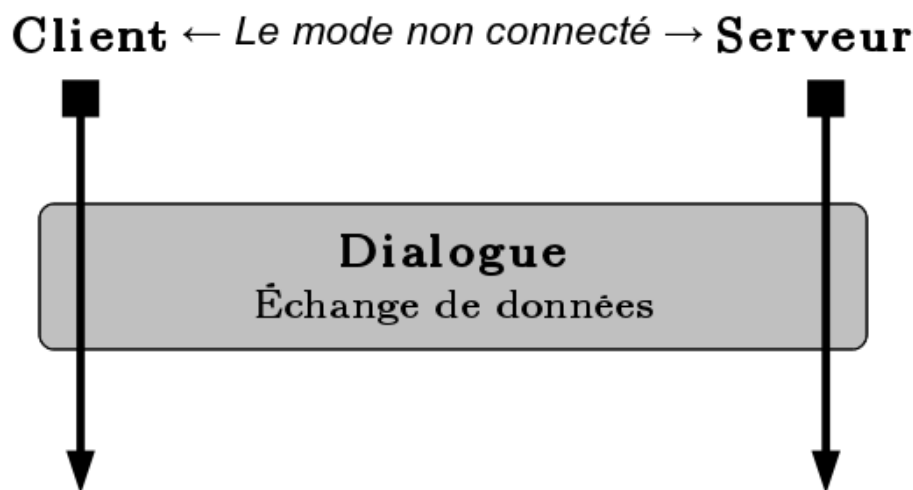 Client ← Le mode non connecté → Serveur
Dialogue
Échange de données